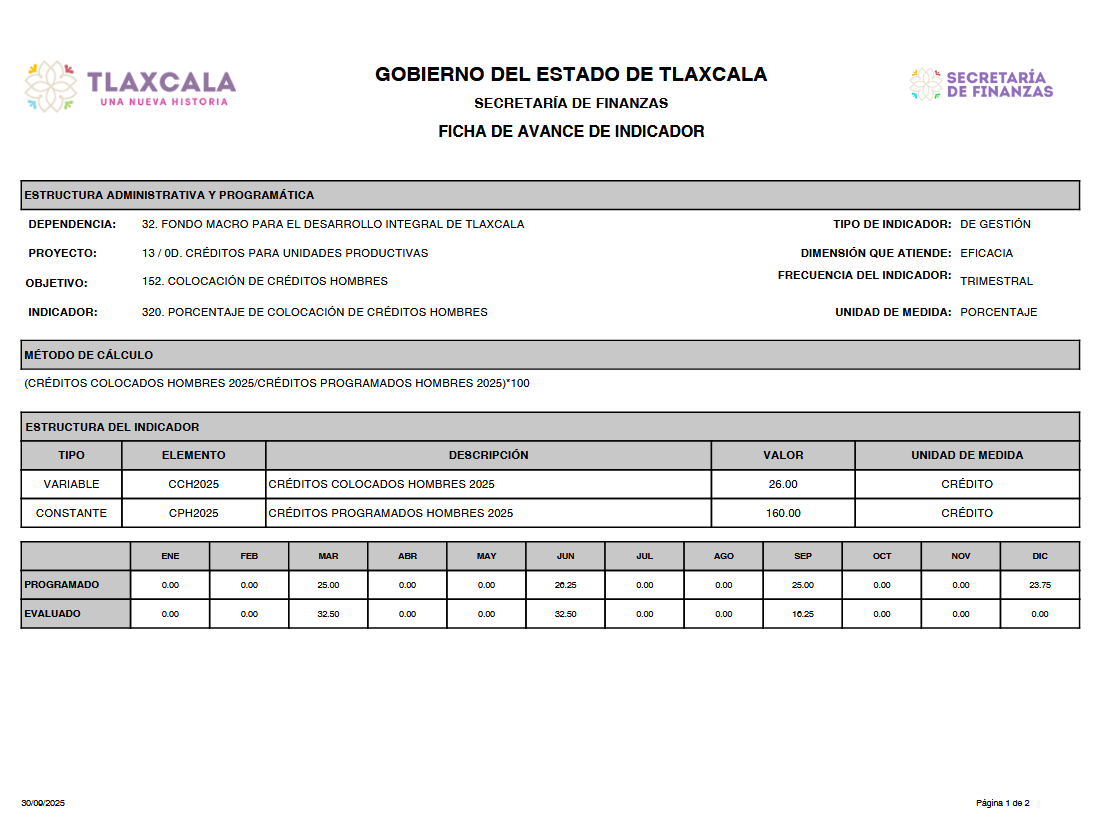 TLAXCALA
UNA NUEVA HISTORIA
GOBIERNO DEL ESTADO DE TLAXCALA
SECRETARÍA DE FINANZAS
FICHA DE AVANCE DE INDICADOR
SECRETARÍA
DE FINANZAS
ESTRUCTURA ADMINISTRATIVA Y PROGRAMÁTICA
DEPENDENCIA: 32. FONDO MACRO PARA EL DESARROLLO INTEGRAL DE TLAXCALA TIPO DE INDICADOR: DE GESTIÓN
PROYECTO: 13 / 0D. CRÉDITOS PARA UNIDADES PRODUCTIVAS DIMENSIÓN QUE ATIENDE: EFICACIA
OBJETIVO: 152. COLOCACIÓN DE CRÉDITOS HOMBRES FRECUENCIA DEL INDICADOR: TRIMESTRAL
INDICADOR: 320. PORCENTAJE DE COLOCACIÓN DE CRÉDITOS HOMBRES UNIDAD DE MEDIDA: PORCENTAJE
MÉTODO DE CÁLCULO
(CRÉDITOS COLOCADOS HOMBRES 2025/CRÉDITOS PROGRAMADOS HOMBRES 2025)*100
ESTRUCTURA DEL INDICADOR
TIPO ELEMENTO DESCRIPCIÓN VALOR UNIDAD DE MEDIDA
VARIABLE CCH2025 CRÉDITOS COLOCADOS HOMBRES 2025 26.00 CRÉDITO
CONSTANTE CPH2025 CRÉDITOS PROGRAMADOS HOMBRES 2025 160.00 CRÉDITO
ENE FEB MAR ABR MAY JUN JUL AGO SEP OCT NOV DIC
PROGRAMADO 0.00 0.00 25.00 0.00 0.00 26.25 0.00 0.00 25.00 0.00 0.00 23.75
EVALUADO 0.00 0.00 32.50 0.00 0.00 32.50 0.00 0.00 16.25 0.00 0.00 0.00
30/09/2025 Página 1 de 2